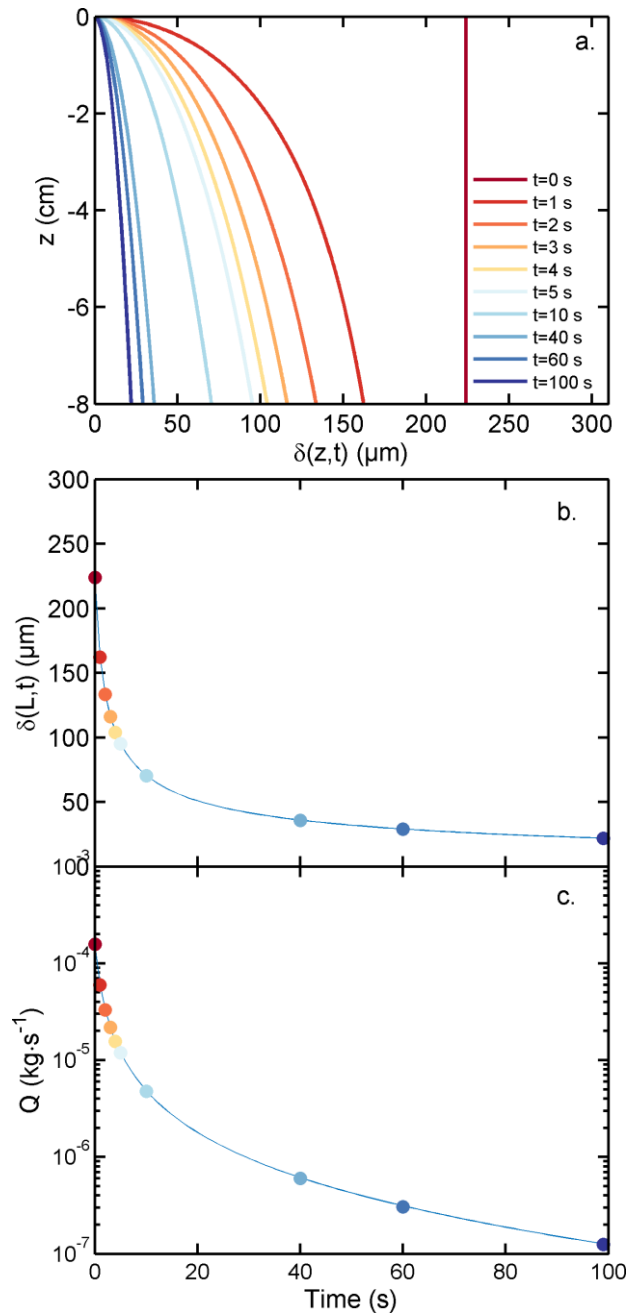 a.
0
-2
-4
-6
-8
z (cm)
t=0 s
t=1 s
t=2 s
t=3 s
t=4 s
t=5 s
t=10 s
t=40 s
t=60 s
t=100 s
0 50 100 150 200 250 300
δ(z,t) (µm)
b.
300
250
200
150
100
50
δ(L,t) (µm)
c.
10⁻³
10⁻⁴
10⁻⁵
10⁻⁶
10⁻⁷
Q (kg·s⁻¹)
0 20 40 60 80 100
Time (s)